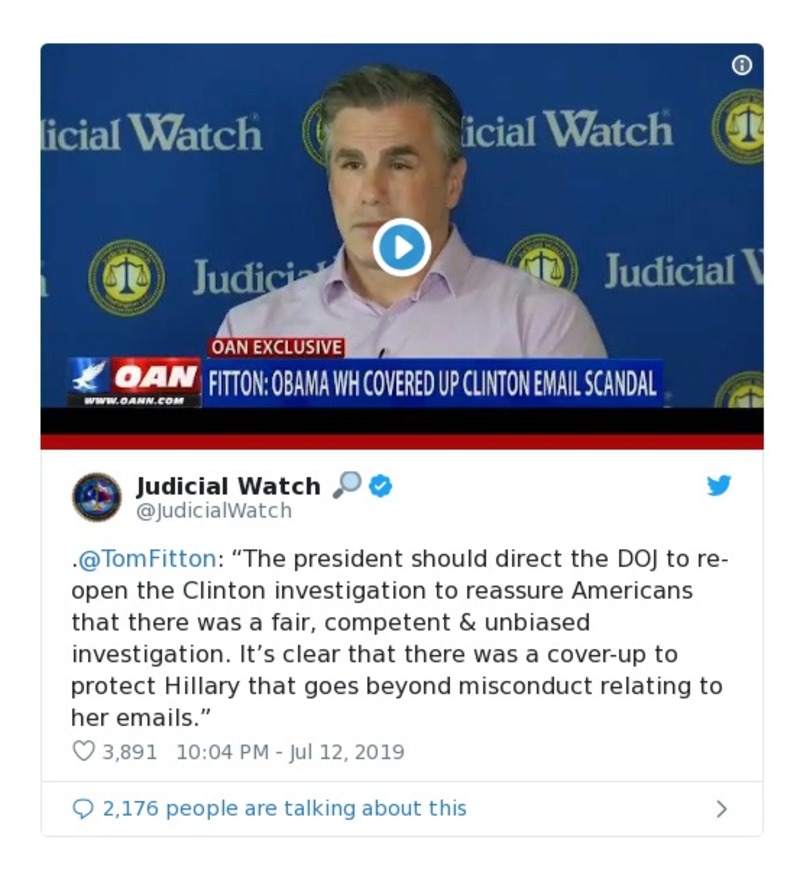 licial Watch
icial Watch
Judicial
Judicial
OAN EXCLUSIVE
OAN
WWW.OANN.COM
FITTON: OBAMA WH COVERED UP CLINTON EMAIL SCANDAL
Judicial Watch
@JudicialWatch
.@TomFitton: “The president should direct the DOJ to re-
open the Clinton investigation to reassure Americans
that there was a fair, competent & unbiased
investigation. It’s clear that there was a cover-up to
protect Hillary that goes beyond misconduct relating to
her emails.”
3,891 10:04 PM - Jul 12, 2019
2,176 people are talking about this